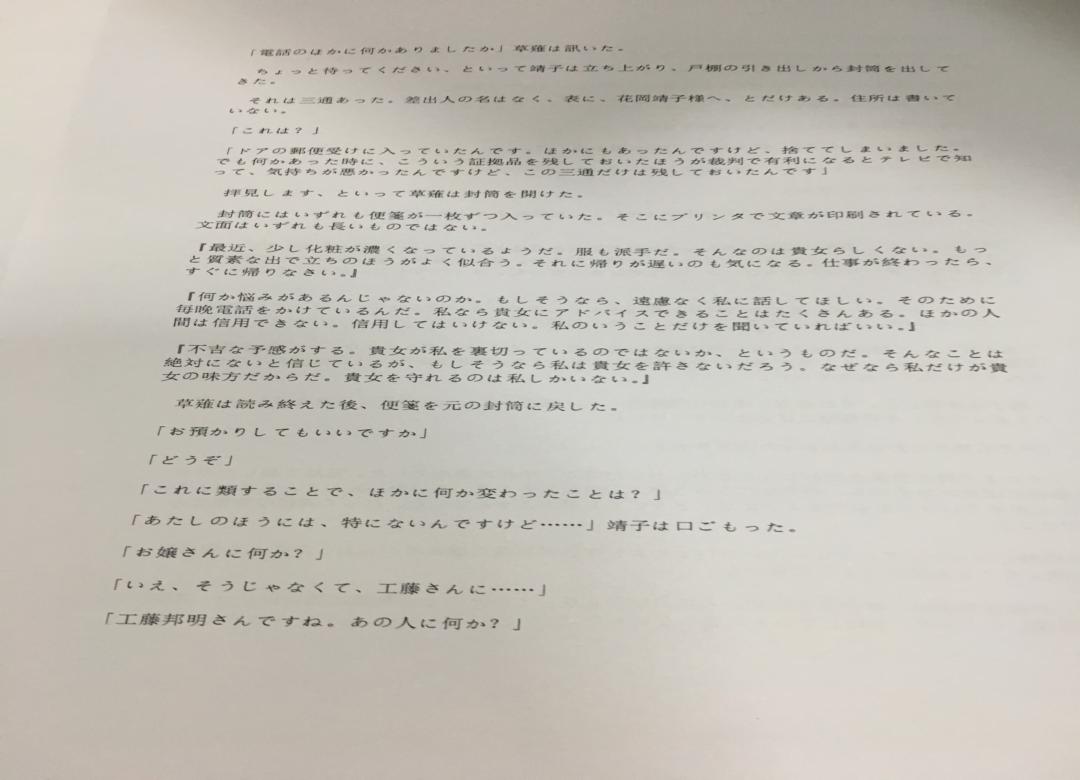 「電話のほかに何かありましたか」草薙は訊いた。
ちょっと待ってください、といって靖子は立ち上がり、戸棚の引き出しから封筒を出して
きた。
それは三通あった。差出人の名はなく、表に、花岡靖子様へ、とだけある。住所は書いて
いない。
「これは？」
「ドアの郵便受けに入っていたんです。ほかにもあったんですけど、捨ててしまいました。
でも何かあった時に、こういう証拠品を残しておいたほうが裁判で有利になるとテレビで知
って、気持ちが悪かったんですけど、この三通だけは残しておいたんです」
拝見します、といって草薙は封筒を開けた。
封筒にはいずれも便箋が一枚ずつ入っていた。そこにプリンタで文章が印刷されている。
文面はいずれも長いものではない。
『最近、少し化粧が濃くなっているようだ。服も派手だ。そんなのは貴女らしくない。もっ
と質素な出で立ちのほうがよく似合う。それに帰りが遅いのも気になる。仕事が終わったら、
すぐに帰りなさい。』
『何か悩みがあるんじゃないのか。もしそうなら、遠慮なく私に話してほしい。そのために
毎晩電話をかけているんだ。私なら貴女にアドバイスできることはたくさんある。ほかの人
間は信用できない。信用してはいけない。私のいうことだけを聞いていればいい。』
『不吉な予感がする。貴女が私を裏切っているのではないか、というものだ。そんなことは
絶対にないと信じているが、もしそうなら私は貴女を許さないだろう。なぜなら私だけが貴
女の味方だからだ。貴女を守れるのは私しかいない。』
草薙は読み終えた後、便箋を元の封筒に戻した。
「お預かりしてもいいですか」
「どうぞ」
「これに類することで、ほかに何か変わったことは？」
「あたしのほうには、特にないんですけど……」靖子は口ごもった。
「お嬢さんに何か？」
「いえ、そうじゃなくて、工藤さんに……」
「工藤邦明さんですね。あの人に何か？」